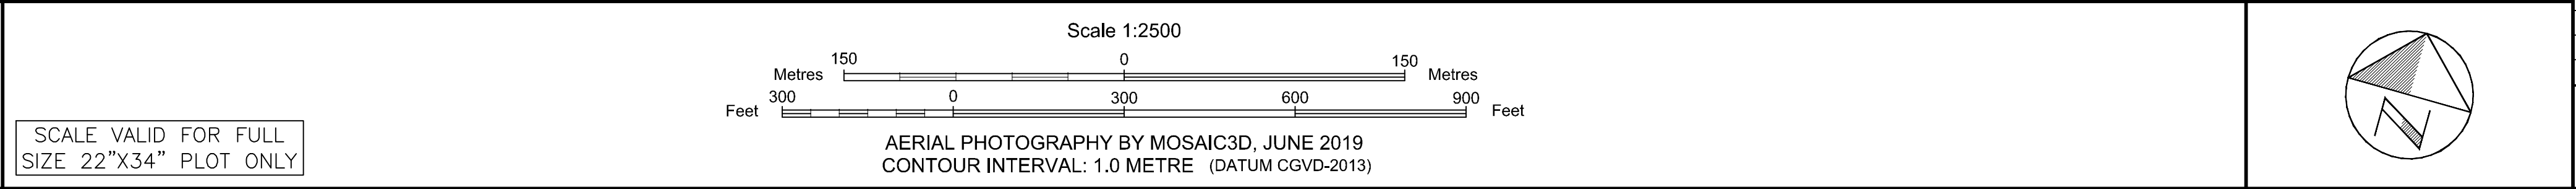 Scale 1:2500
150 0 150
Metres Metres
300 0 300 600 900
Feet Feet
SCALE VALID FOR FULL
SIZE 22”X34” PLOT ONLY
AERIAL PHOTOGRAPHY BY MOSAIC3D, JUNE 2019
CONTOUR INTERVAL: 1.0 METRE (DATUM CGVD-2013)
N